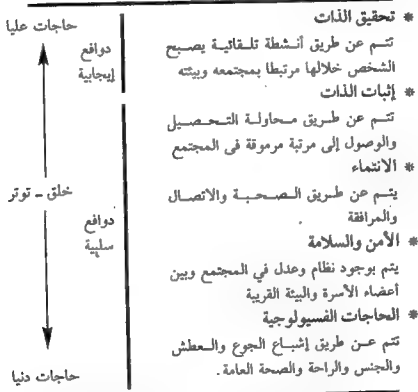 * تحقيق الذات
تتم عن طريق أنشطة تلقائية يصبح
الشخص خلالها مرتبطا بمجتمعه وبيئته
* إثبات الذات
تتم عن طريق محاولة التحصيل
والوصول إلى مرتبة مرموقة فى المجتمع
* الانتماء
يتم عن طريق الصحبة والاتصال
والمرافقة
* الأمن والسلامة
يتم بوجود نظام وعدل في المجتمع وبين
أعضاء الأسرة والبيئة القريبة
* الحاجات الفسيولوجية
تتم عن طريق إشباع الجوع والعطش
والجنس والراحة والصحة العامة.
دوافع
إيجابية
دوافع
سلبية
حاجات عليا
خلق - توتر
حاجات دنيا